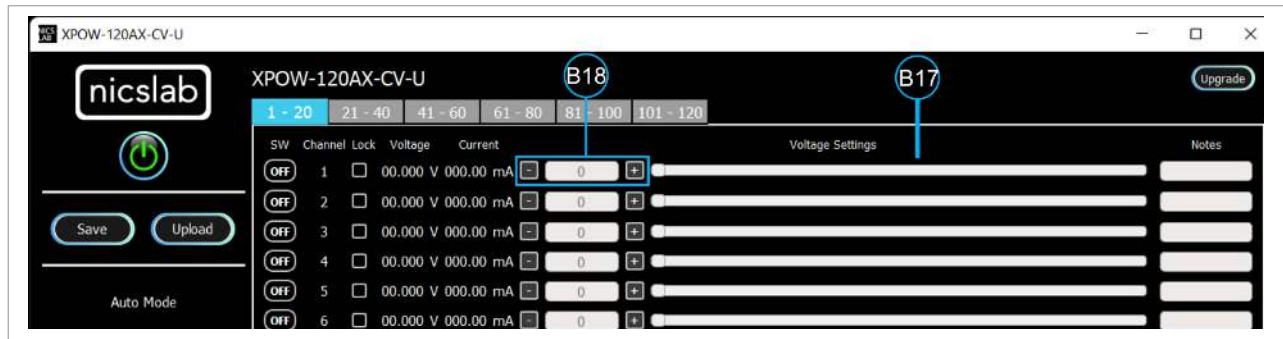 NICS
LAB
XPOW-120AX-CV-U
nicslab
XPOW-120AX-CV-U
B18
B17
Upgrade
1 - 20 21 - 40 41 - 60 61 - 80 81 - 100 101 - 120
SW Channel Lock Voltage Current Voltage Settings Notes
OFF 1 00.000 V 000.00 mA - 0 +
OFF 2 00.000 V 000.00 mA - 0 +
Save Upload
OFF 3 00.000 V 000.00 mA - 0 +
OFF 4 00.000 V 000.00 mA - 0 +
Auto Mode
OFF 5 00.000 V 000.00 mA - 0 +
OFF 6 00.000 V 000.00 mA - 0 +